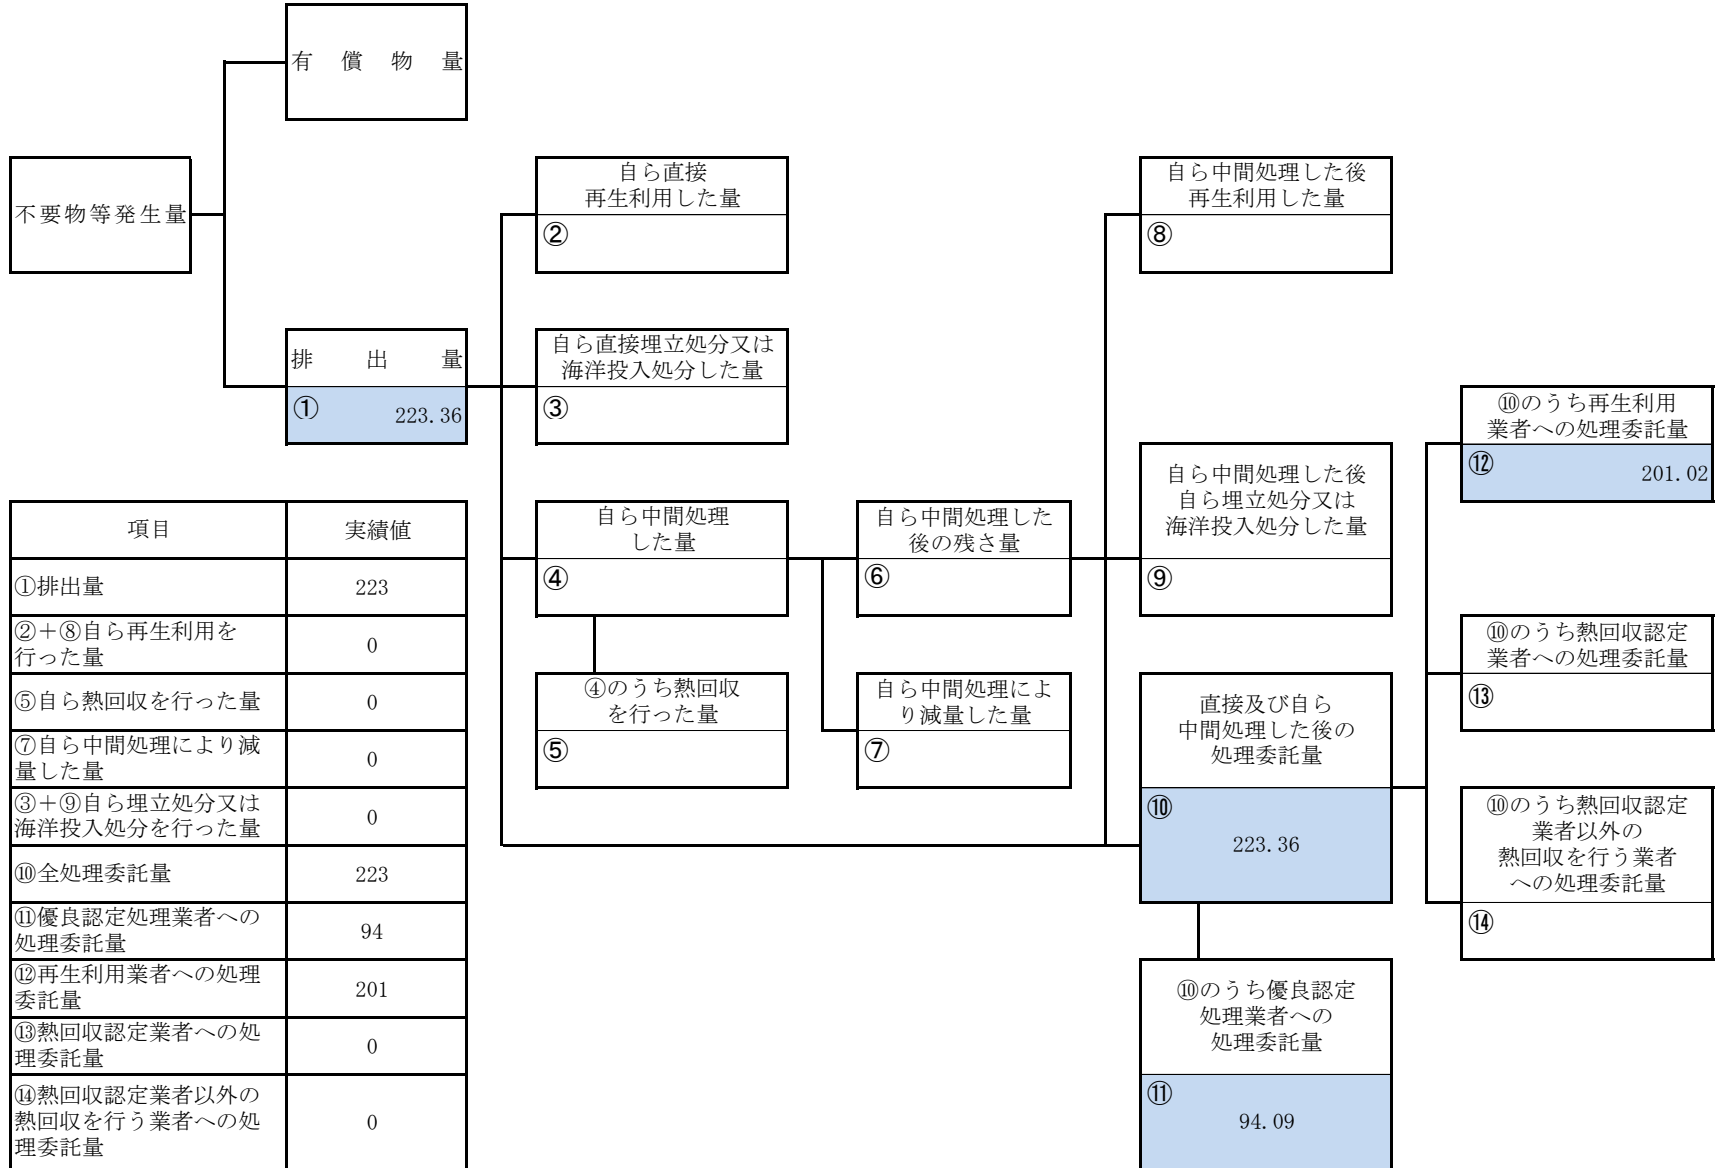 有償物量
不要物等発生量
自ら直接
再生利用した量
②
自ら中間処理した後
再生利用した量
⑧
排出量
① 223.36
自ら直接埋立処分又は
海洋投入処分した量
③
⑩のうち再生利用
業者への処理委託量
⑫ 201.02
自ら中間処理
した量
④
自ら中間処理した
後の残さ量
⑥
自ら中間処理した後
自ら埋立処分又は
海洋投入処分した量
⑨
⑩のうち熱回収認定
業者への処理委託量
⑬
④のうち熱回収
を行った量
⑤
自ら中間処理によ
り減量した量
⑦
直接及び自ら
中間処理した後の
処理委託量
⑩
223.36
⑩のうち熱回収認定
業者以外の
熱回収を行う業者
への処理委託量
⑭
⑩のうち優良認定
処理業者への
処理委託量
⑪
94.09
項目 実績値
①排出量 223
②+⑧自ら再生利用を
行った量 0
⑤自ら熱回収を行った量 0
⑦自ら中間処理により減
量した量 0
③+⑨自ら埋立処分又は
海洋投入処分を行った量 0
⑩全処理委託量 223
⑪優良認定処理業者への
処理委託量 94
⑫再生利用業者への処理
委託量 201
⑬熱回収認定業者への処
理委託量 0
⑭熱回収認定業者以外の
熱回収を行う業者への処
理委託量 0